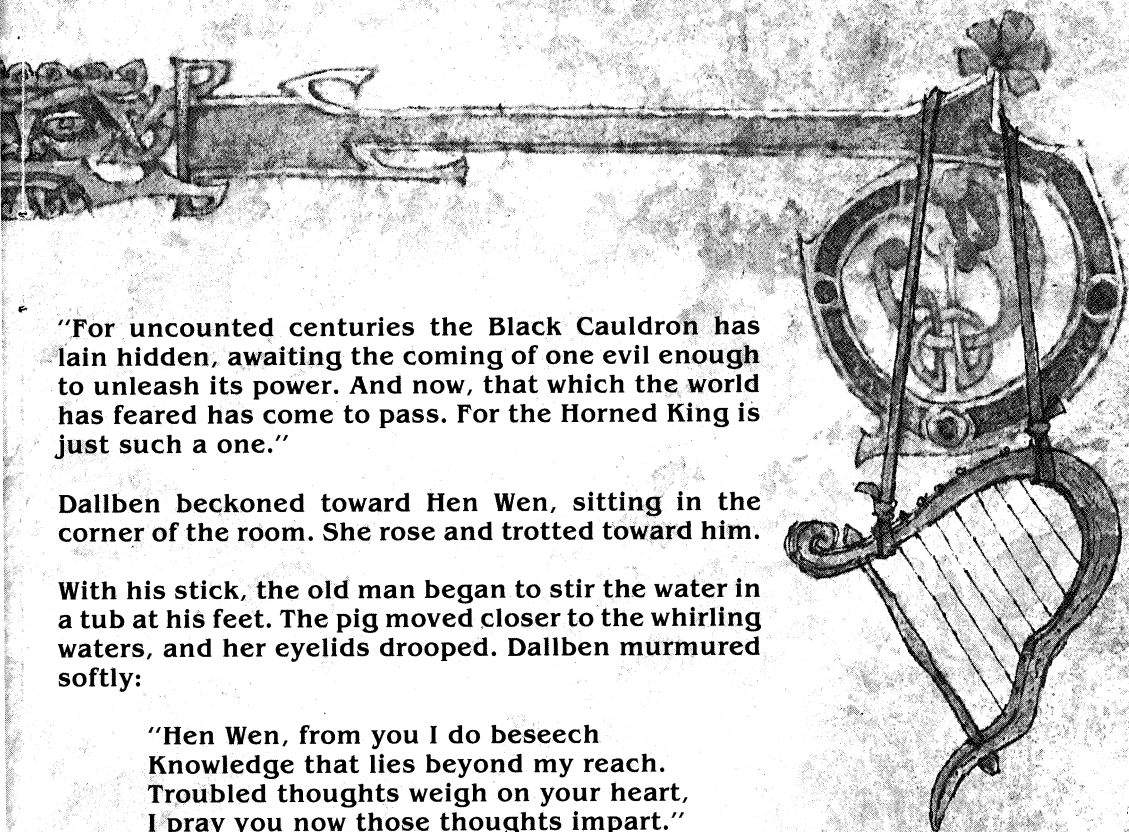 "For uncounted centuries the Black Cauldron has
lain hidden, awaiting the coming of one evil enough
to unleash its power. And now, that which the world
has feared has come to pass. For the Horned King is
just such a one."
Dallben beckoned toward Hen Wen, sitting in the
corner of the room. She rose and trotted toward him.
With his stick, the old man began to stir the water in
a tub at his feet. The pig moved closer to the whirling
waters, and her eyelids drooped. Dallben murmured
softly:
"Hen Wen, from you I do beseech
Knowledge that lies beyond my reach.
Troubled thoughts weigh on your heart,
I pray you now those thoughts impart."